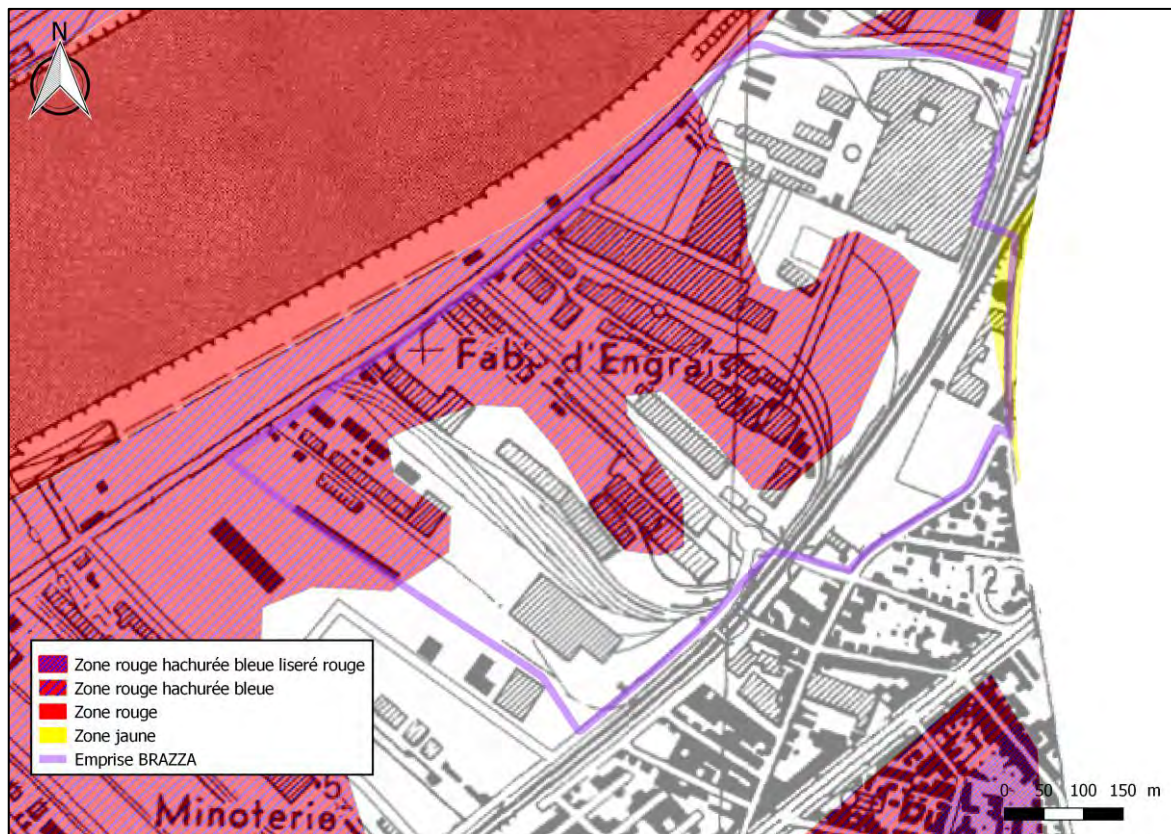 N
Fab. d'Engrais
12
Zone rouge hachurée bleue liseré rouge
Zone rouge hachurée bleue
Zone rouge
Zone jaune
Emprise BRAZZA
Minoterie
0 50 100 150 m